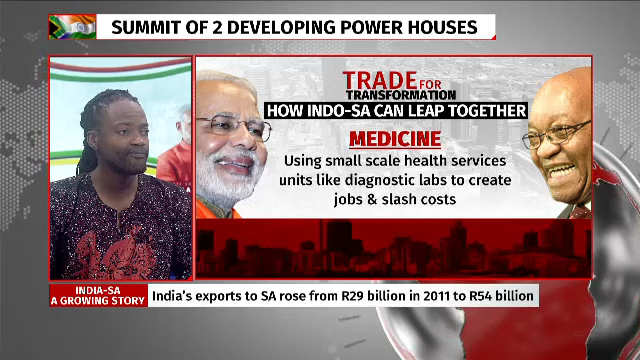 SUMMIT OF 2 DEVELOPING POWER HOUSES
TRADE FOR
TRANSFORMATION
HOW INDO-SA CAN LEAP TOGETHER
MEDICINE
Using small scale health services
units like diagnostic labs to create
jobs & slash costs
INDIA-SA
A GROWING STORY
India's exports to SA rose from R29 billion in 2011 to R54 billion